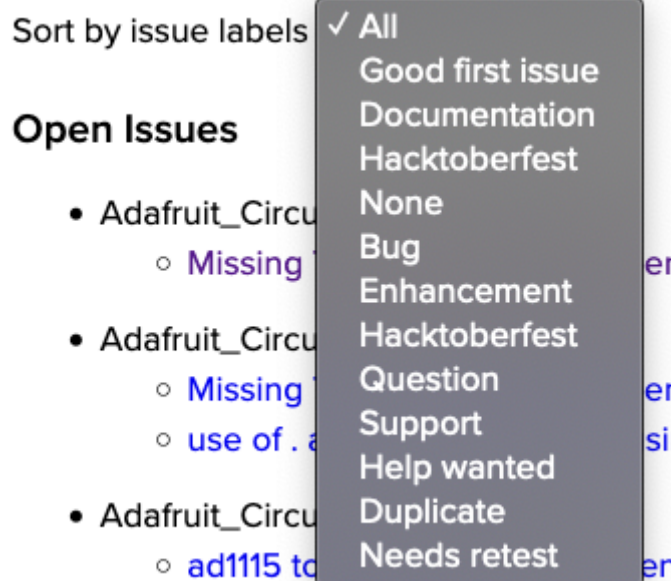 Sort by issue labels
✓ All
Good first issue
Documentation
Hacktoberfest
None
Bug
Enhancement
Hacktoberfest
Question
Support
Help wanted
Duplicate
Needs retest
Open Issues
• Adafruit_Circu
○ Missing
• Adafruit_Circu
○ Missing
○ use of . a
• Adafruit_Circu
○ ad1115 to